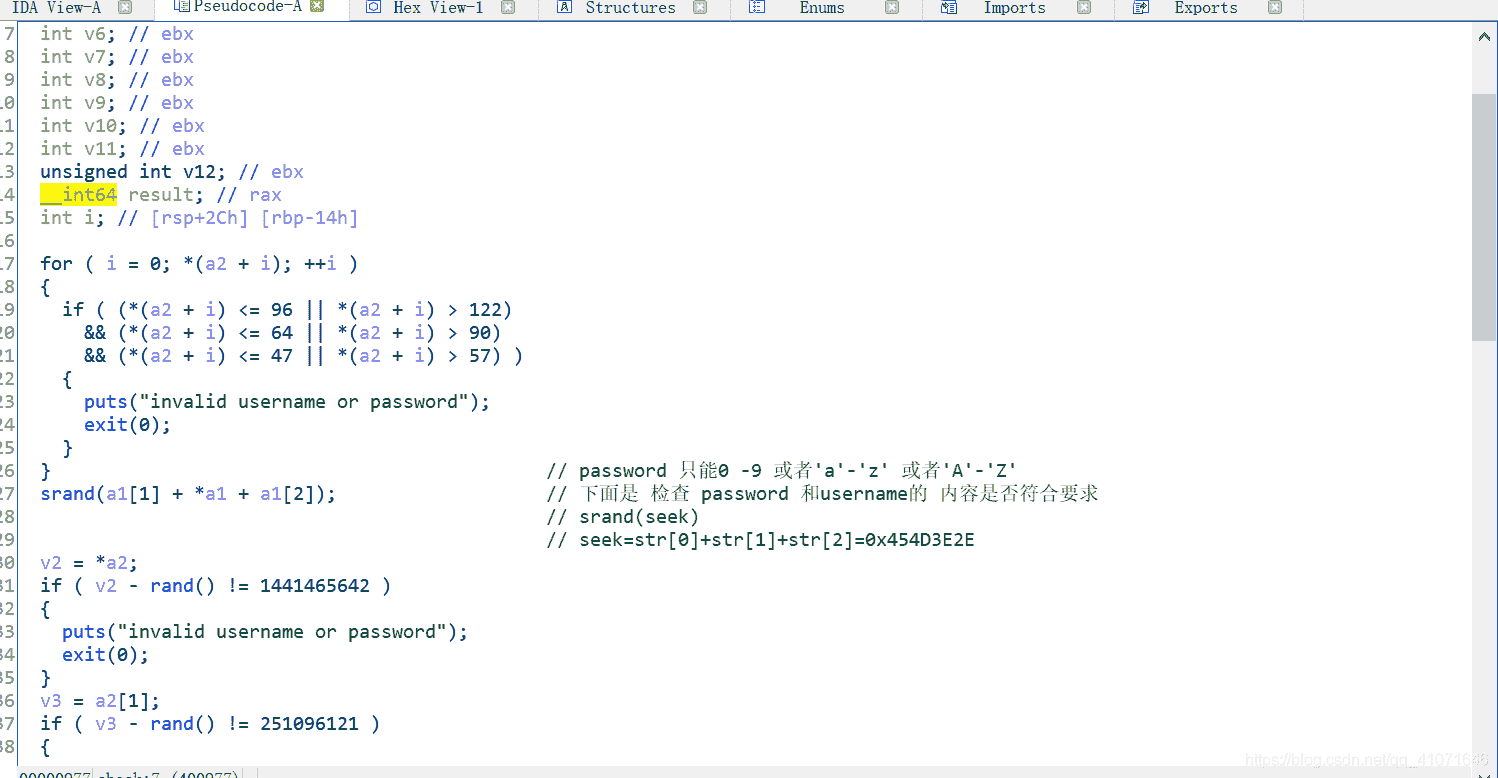 IDA View-A Pseudocode-A Hex View-1 Structures Enums Imports Exports
7 int v6; // ebx
8 int v7; // ebx
9 int v8; // ebx
10 int v9; // ebx
11 int v10; // ebx
12 int v11; // ebx
13 unsigned int v12; // ebx
14 __int64 result; // rax
15 int i; // [rsp+2Ch] [rbp-14h]
16
17 for ( i = 0; *(a2 + i); ++i )
18 {
19 if ( (*(a2 + i) <= 96 || *(a2 + i) > 122)
20 && (*(a2 + i) <= 64 || *(a2 + i) > 90)
21 && (*(a2 + i) <= 47 || *(a2 + i) > 57) )
22 {
23 puts("invalid username or password");
24 exit(0);
25 }
26 } // password 只能0 -9 或者'a'-'z' 或者'A'-'Z'
27 srand(a1[1] + *a1 + a1[2]); // 下面是 检查 password 和username的 内容是否符合要求
28 // srand(seek)
29 // seek=str[0]+str[1]+str[2]=0x454D3E2E
30 v2 = *a2;
31 if ( v2 - rand() != 1441465642 )
32 {
33 puts("invalid username or password");
34 exit(0);
35 }
36 v3 = a2[1];
37 if ( v3 - rand() != 251096121 )
38 {
https://blog.csdn.net/qq_41071646